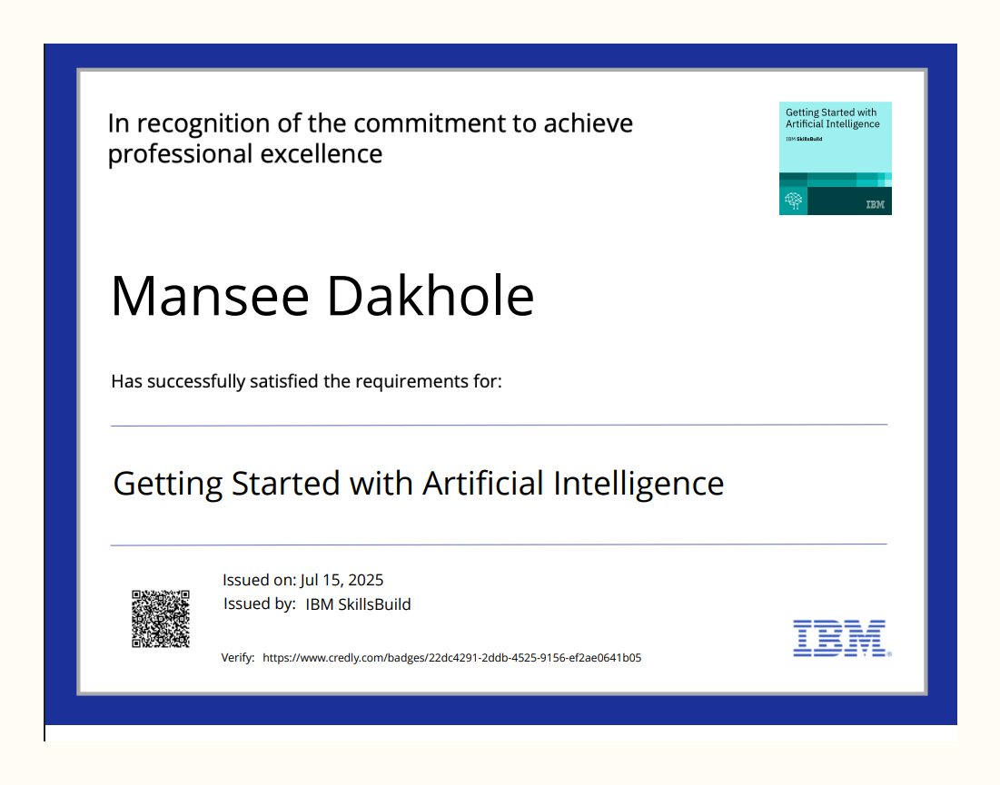 In recognition of the commitment to achieve
professional excellence
Getting Started with
Artificial Intelligence
IBM SkillsBuild
IBM
Mansee Dakhole
Has successfully satisfied the requirements for:
Getting Started with Artificial Intelligence
Issued on: Jul 15, 2025
Issued by: IBM SkillsBuild
Verify: https://www.credly.com/badges/22dc4291-2ddb-4525-9156-ef2ae0641b05
IBM®